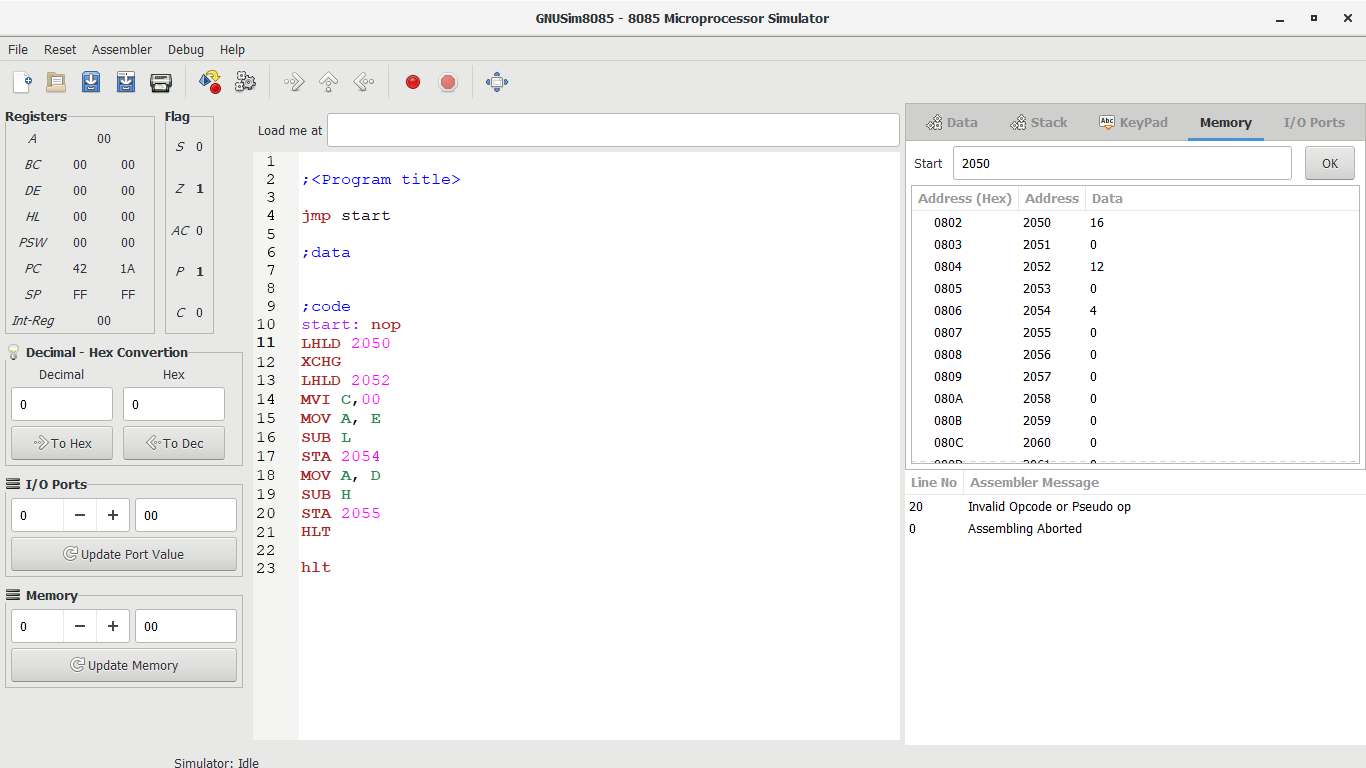 GNUSim8085 - 8085 Microprocessor Simulator
File Reset Assembler Debug Help
Registers
A 00
BC 00 00
DE 00 00
HL 00 00
PSW 00 00
PC 42 1A
SP FF FF
Int-Reg 00
Flag
S 0
Z 1
AC 0
P 1
C 0
Decimal - Hex Convertion
Decimal Hex
0 0
To Hex To Dec
I/O Ports
0 − + 00
Update Port Value
Memory
0 − + 00
Update Memory
Load me at
1
2 ;<Program title>
3
4 jmp start
5
6 ;data
7
8
9 ;code
10 start: nop
11 LHLD 2050
12 XCHG
13 LHLD 2052
14 MVI C,00
15 MOV A, E
16 SUB L
17 STA 2054
18 MOV A, D
19 SUB H
20 STA 2055
21 HLT
22
23 hlt
Data Stack Abc KeyPad Memory I/O Ports
Start 2050 OK
Address (Hex) Address Data
0802 2050 16
0803 2051 0
0804 2052 12
0805 2053 0
0806 2054 4
0807 2055 0
0808 2056 0
0809 2057 0
080A 2058 0
080B 2059 0
080C 2060 0
Line No Assembler Message
20 Invalid Opcode or Pseudo op
0 Assembling Aborted
Simulator: Idle